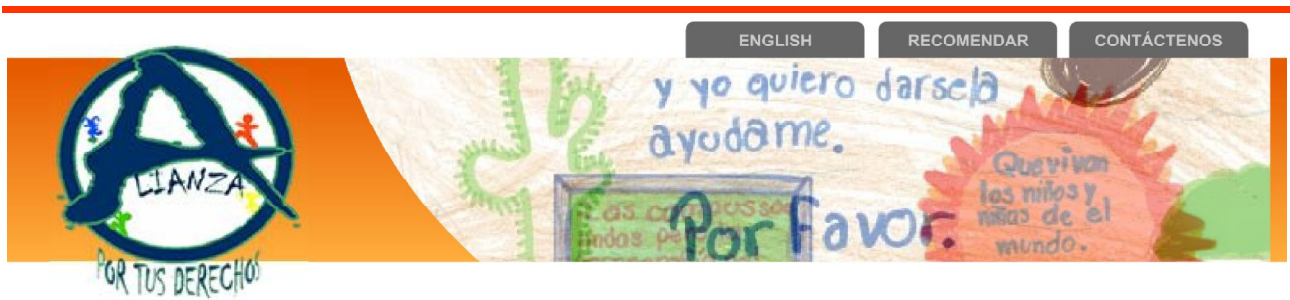 ENGLISH RECOMENDAR CONTÁCTENOS
ALIANZA
POR TUS DERECHOS
y yo quiero darsela
ayudame.
Por Favor.
Las
Que vivan
los niños y
niñas de el
mundo.